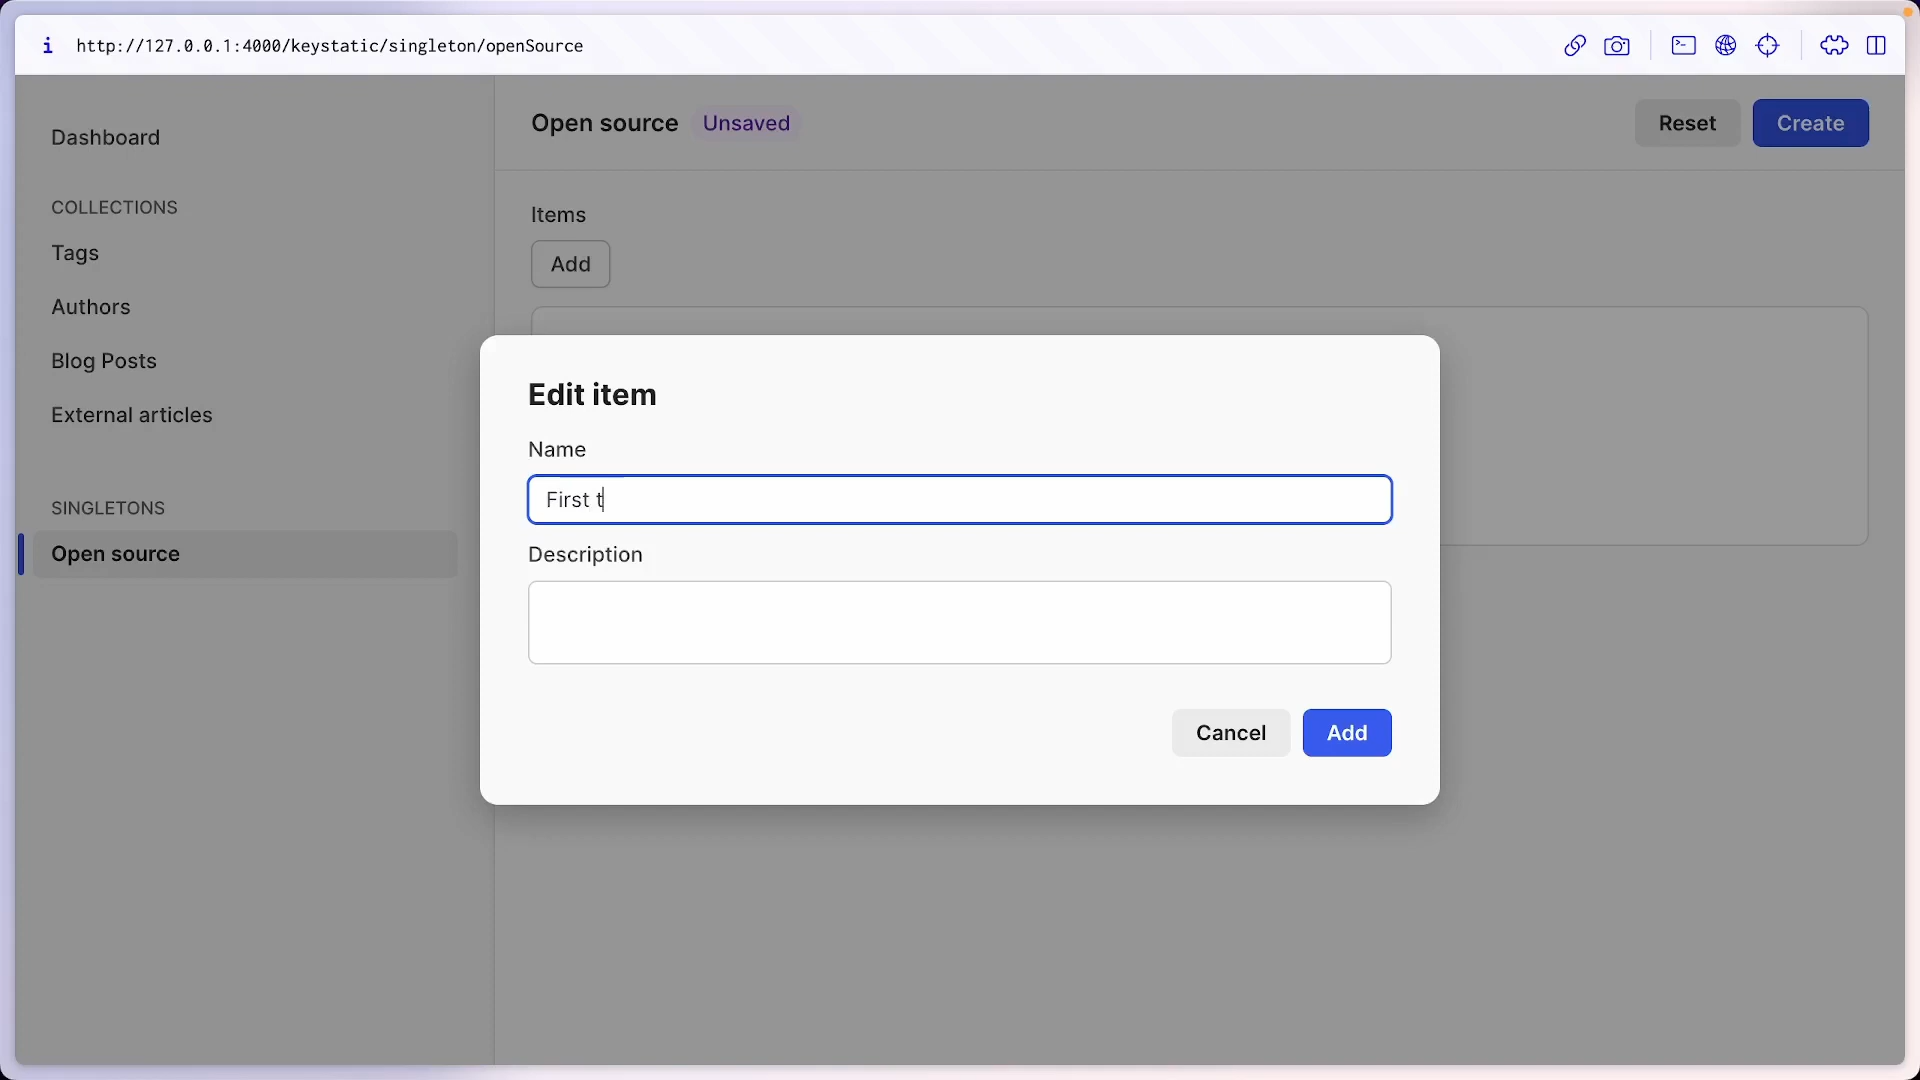 http://127.0.0.1:4000/keystatic/singleton/openSource
Dashboard
COLLECTIONS
Tags
Authors
Blog Posts
External articles
SINGLETONS
Open source
Open source Unsaved
Reset Create
Items
Add
Edit item
Name
First t
Description
Cancel Add